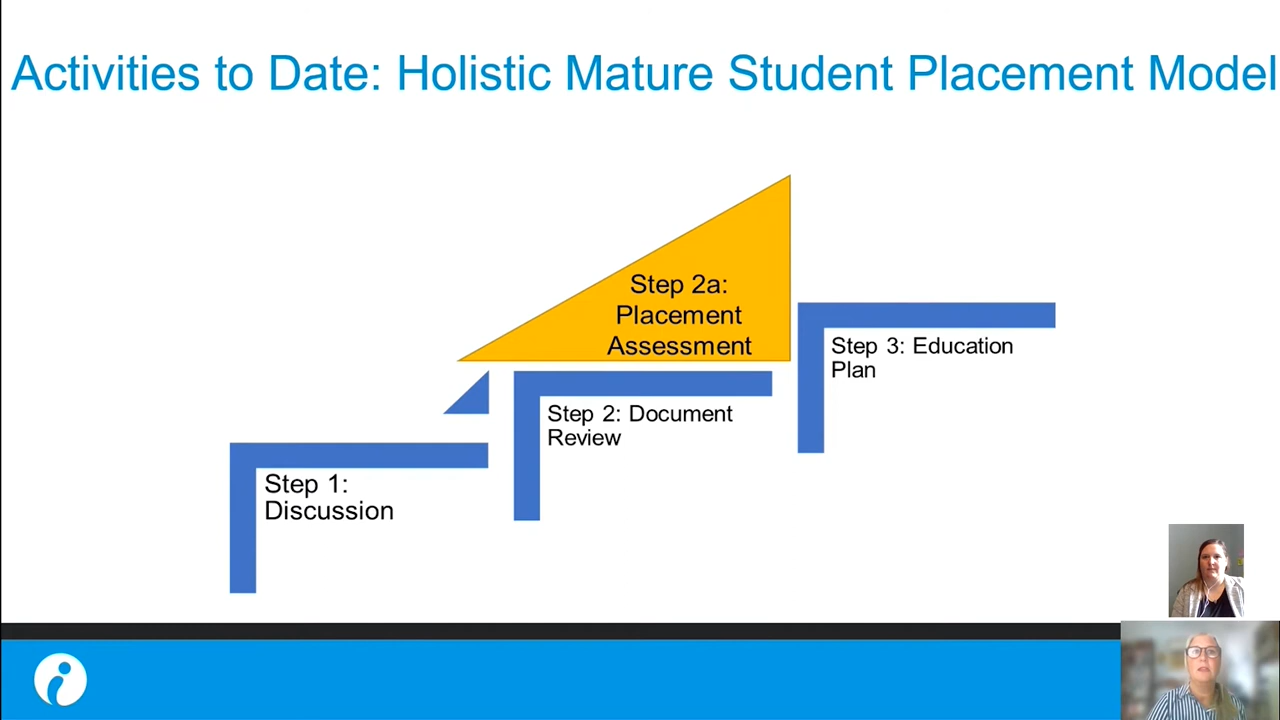 Activities to Date: Holistic Mature Student Placement Model
Step 1:
Discussion
Step 2: Document
Review
Step 2a:
Placement
Assessment
Step 3: Education
Plan